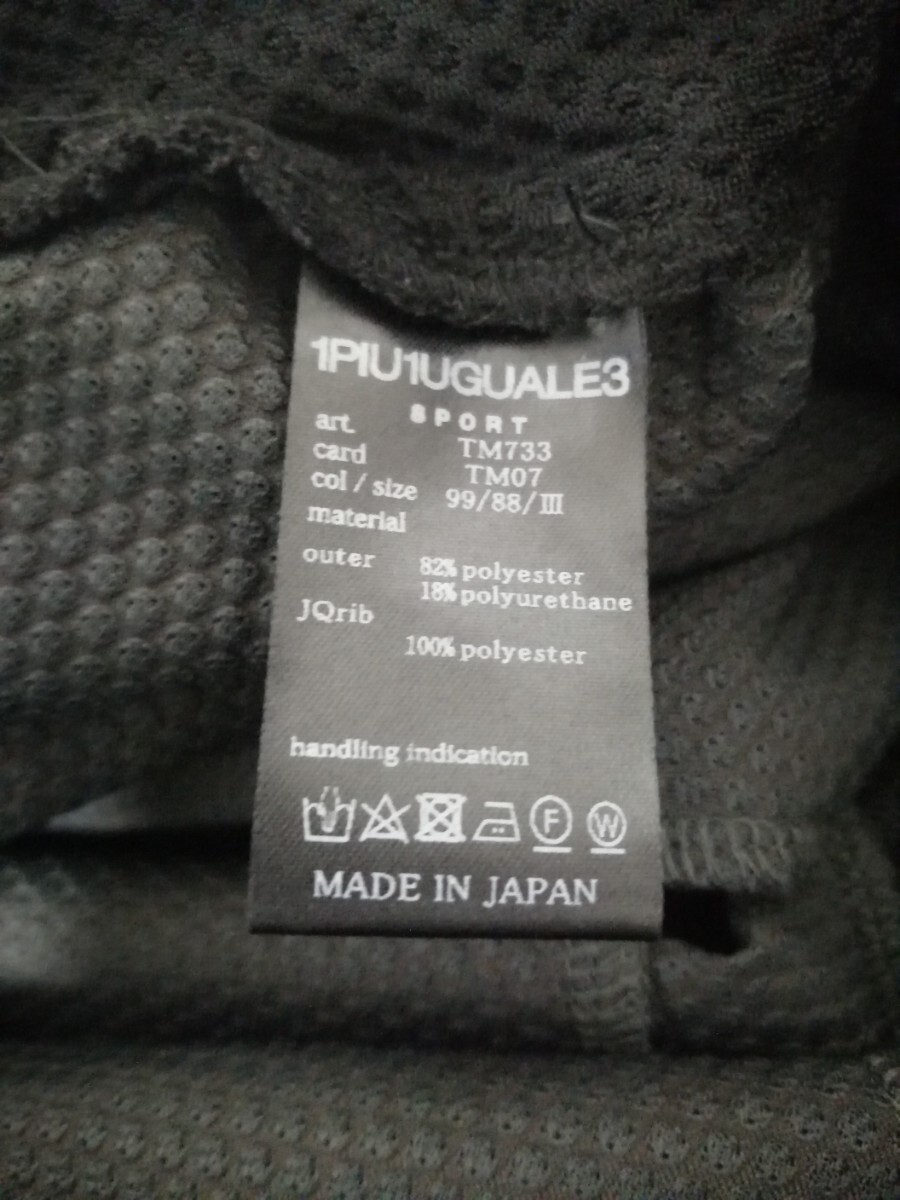 1PIU1UGUALE3
SPORT
art. TM733
card TM07
col / size 99/88/III
material
outer 82% polyester
18% polyurethane
JQrib
100% polyester
handling indication
F W
MADE IN JAPAN